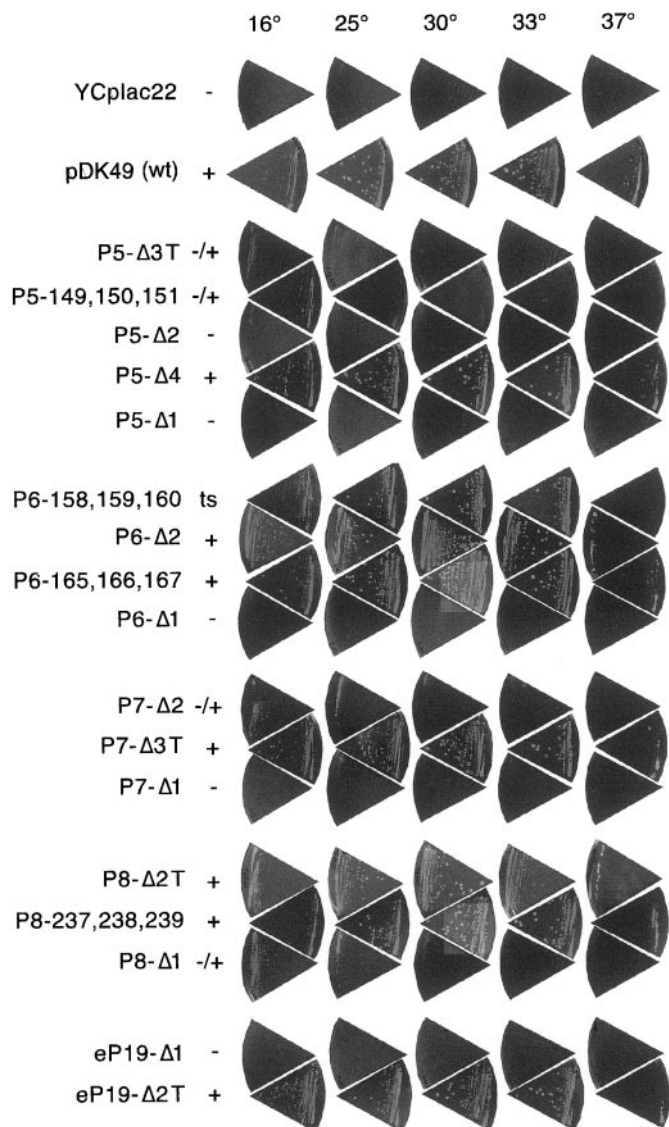 16° 25° 30° 33° 37°
YCplac22 -
pDK49 (wt) +
P5-Δ3T -/+
P5-149,150,151 -/+
P5-Δ2 -
P5-Δ4 +
P5-Δ1 -
P6-158,159,160 ts
P6-Δ2 +
P6-165,166,167 +
P6-Δ1 -
P7-Δ2 -/+
P7-Δ3T +
P7-Δ1 -
P8-Δ2T +
P8-237,238,239 +
P8-Δ1 -/+
eP19-Δ1 -
eP19-Δ2T +